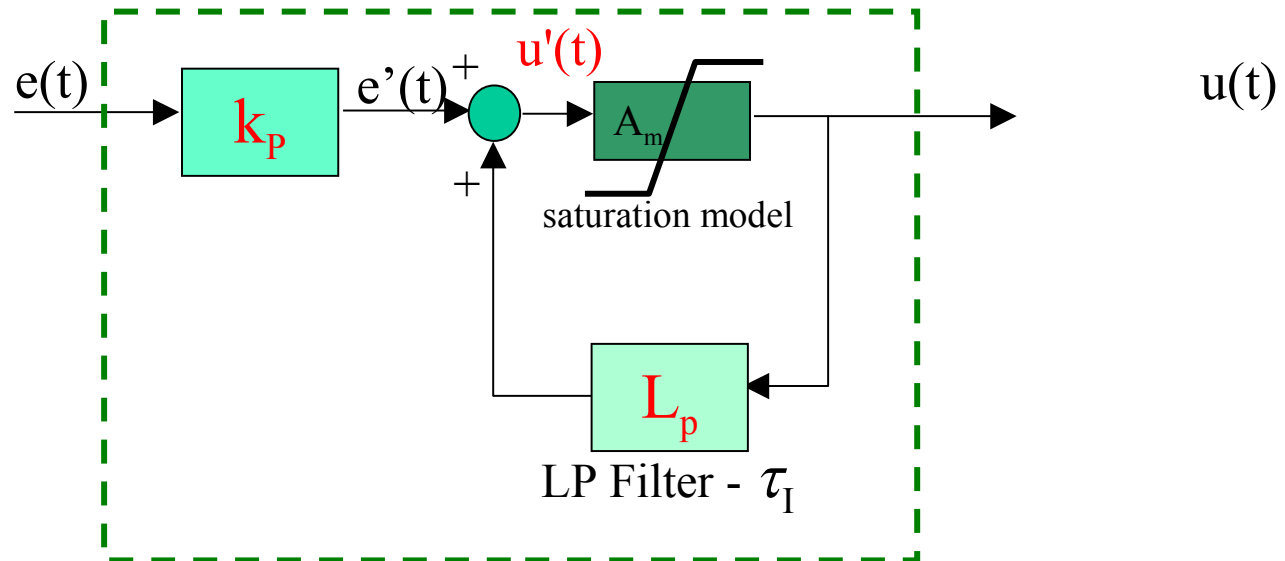 e(t)
k_P
e’(t)
+
u'(t)
A_m
u(t)
+
saturation model
L_p
LP Filter - τ_I